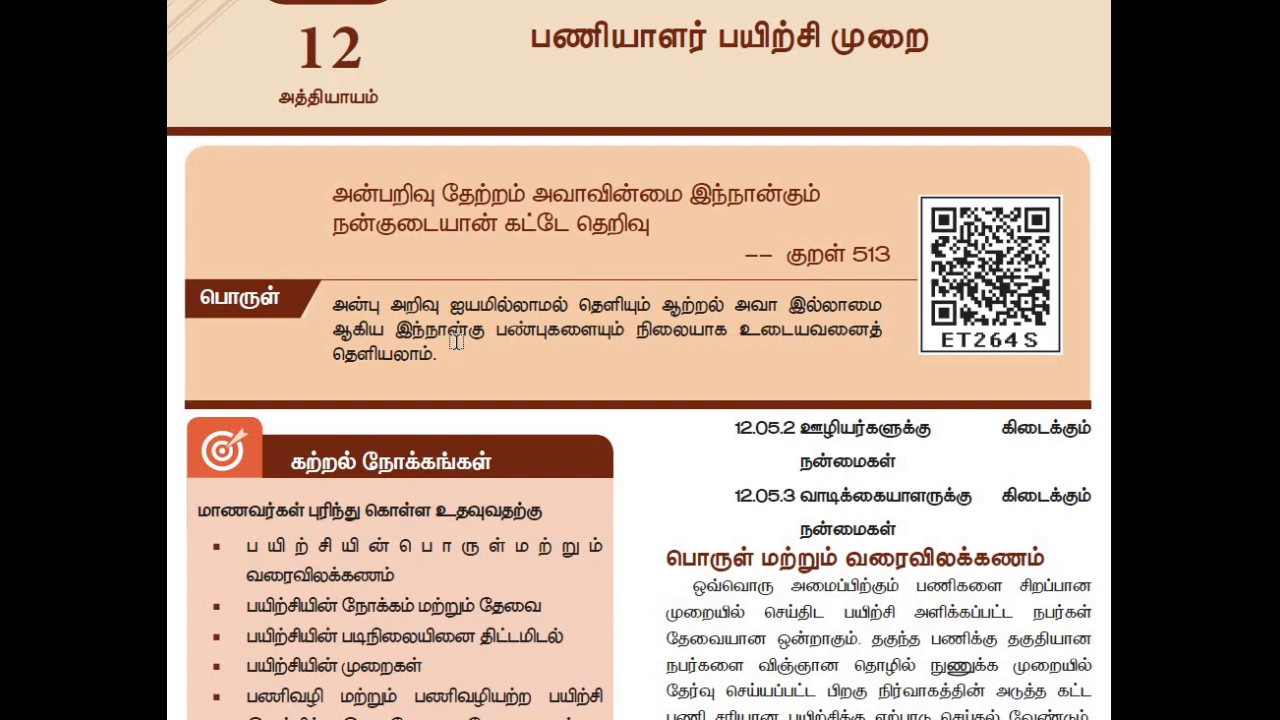 12
அத்தியாயம்
பணியாளர் பயிற்சி முறை
அன்பறிவு தேற்றம் அவாவின்மை இந்நான்கும்
நன்குடையான் கட்டே தெறிவு
-- குறள் 513
பொருள்
அன்பு அறிவு ஐயமில்லாமல் தெளியும் ஆற்றல் அவா இல்லாமை
ஆகிய இந்நான்கு பண்புகளையும் நிலையாக உடையவனைத்
தெளியலாம்.
ET264S
கற்றல் நோக்கங்கள்
மாணவர்கள் புரிந்து கொள்ள உதவுவதற்கு
▪ ப யி ற் சி யி ன் பொ ரு ள் ம ற் று ம்
வரைவிலக்கணம்
▪ பயிற்சியின் நோக்கம் மற்றும் தேவை
▪ பயிற்சியின் படிநிலையினை திட்டமிடல்
▪ பயிற்சியின் முறைகள்
▪ பணிவழி மற்றும் பணிவழியற்ற பயிற்சி
12.05.2 ஊழியர்களுக்கு கிடைக்கும்
நன்மைகள்
12.05.3 வாடிக்கையாளருக்கு கிடைக்கும்
நன்மைகள்
பொருள் மற்றும் வரைவிலக்கணம்
ஒவ்வொரு அமைப்பிற்கும் பணிகளை சிறப்பான
முறையில் செய்திட பயிற்சி அளிக்கப்பட்ட நபர்கள்
தேவையான ஒன்றாகும். தகுந்த பணிக்கு தகுதியான
நபர்களை விஞ்ஞான தொழில் நுணுக்க முறையில்
தேர்வு செய்யப்பட்ட பிறகு நிர்வாகத்தின் அடுத்த கட்ட
பணி சரியான பயிற்சிக்கு ஏற்பாடு செய்தல் வேண்டும்.